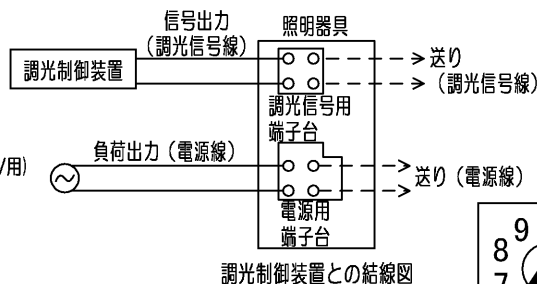 信号出力
(調光信号線)
照明器具
調光制御装置
送り
(調光信号線)
調光信号用
端子台
/用)
負荷出力(電源線)
送り(電源線)
電源用
端子台
調光制御装置との結線図
9
8
7